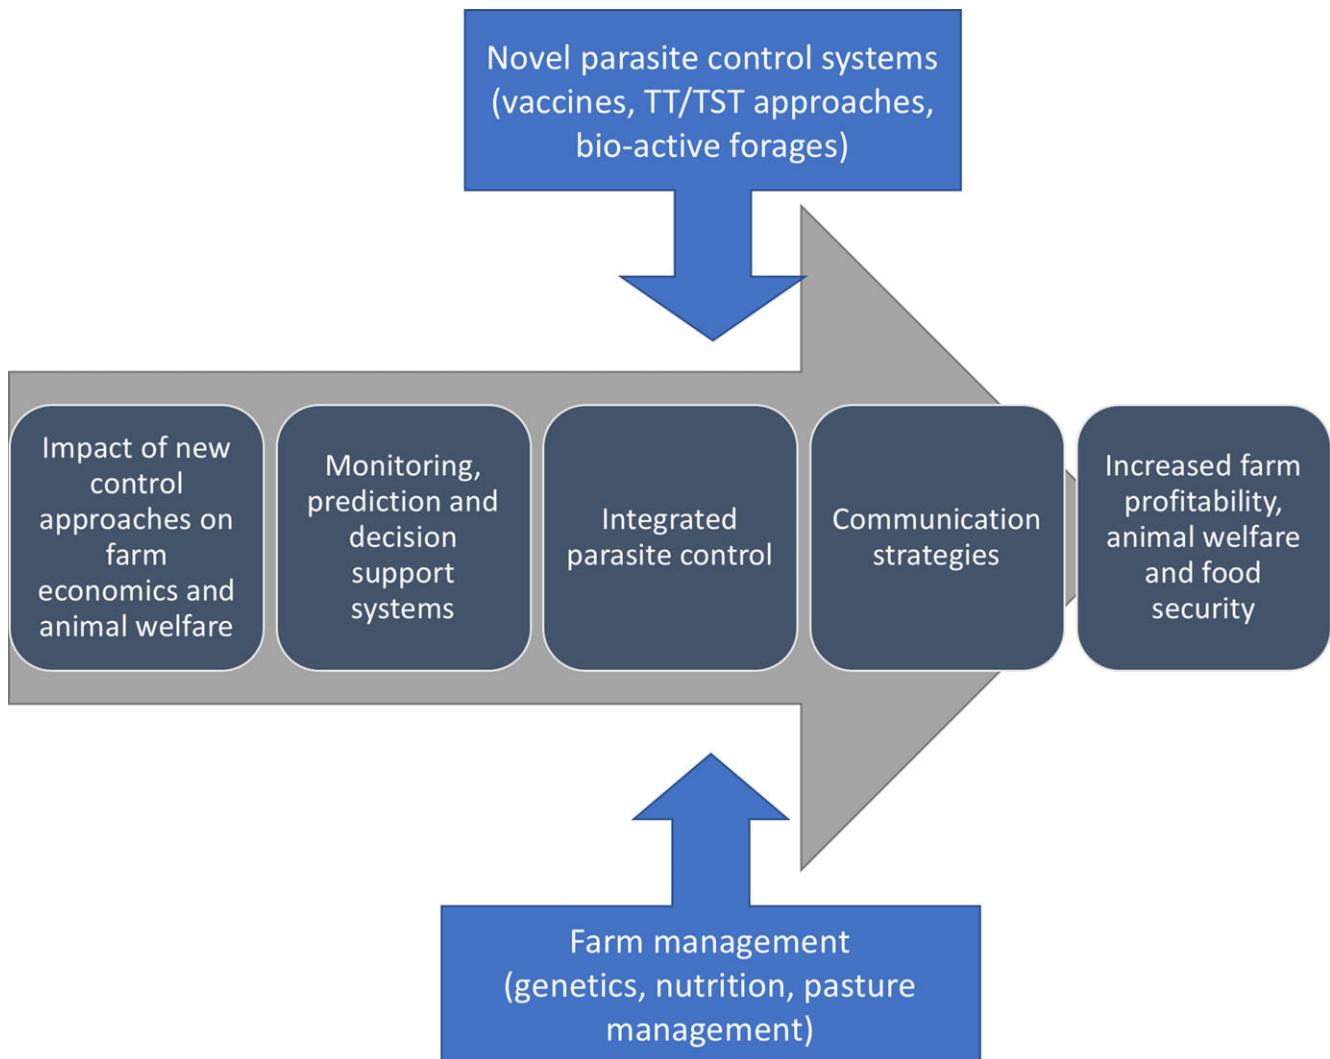 Novel parasite control systems
(vaccines, TT/TST approaches,
bio-active forages)
Impact of new
control
approaches on
farm
economics and
animal welfare
Monitoring,
prediction and
decision
support
systems
Integrated
parasite control
Communication
strategies
Increased farm
profitability,
animal welfare
and food
security
Farm management
(genetics, nutrition, pasture
management)